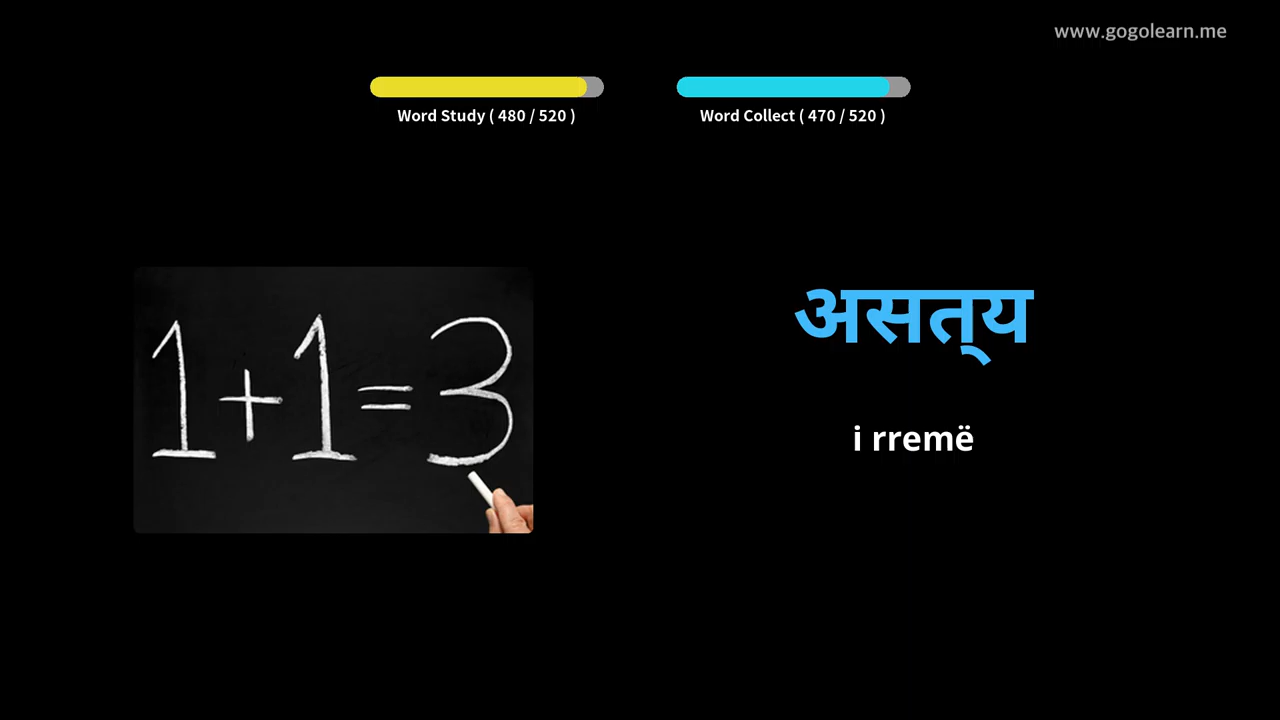 www.gogolearn.me
Word Study ( 480 / 520 )
Word Collect ( 470 / 520 )
1+1=3
असत्य
i rremë